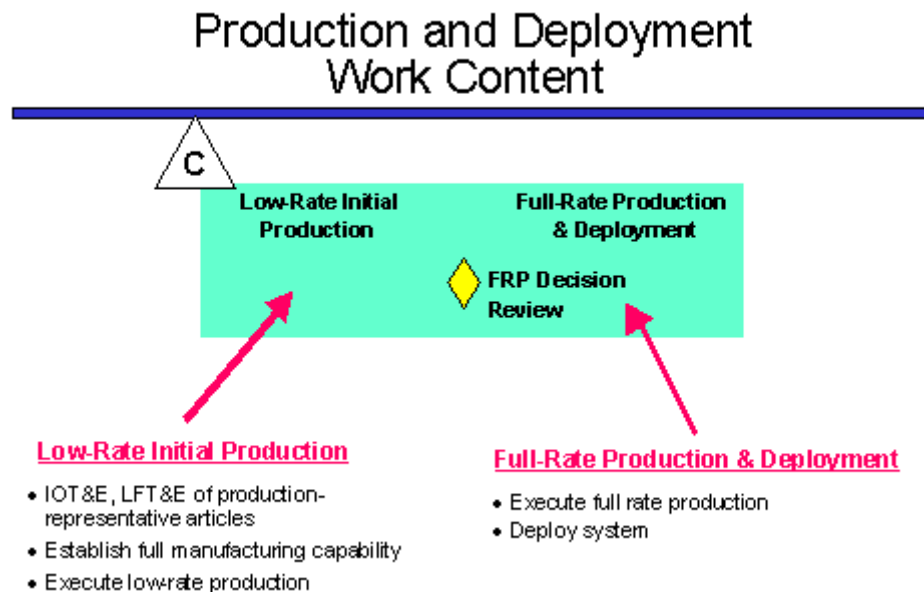 Production and Deployment
Work Content
C
Low-Rate Initial
Production
Full-Rate Production
& Deployment
FRP Decision
Review
Low-Rate Initial Production
• IOT&E, LFT&E of production-
representative articles
• Establish full manufacturing capability
• Execute low-rate production
Full-Rate Production & Deployment
• Execute full rate production
• Deploy system